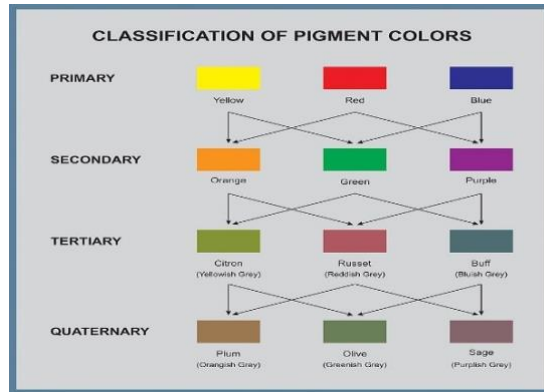 CLASSIFICATION OF PIGMENT COLORS
PRIMARY
Yellow
Red
Blue
SECONDARY
Orange
Green
Purple
TERTIARY
Citron
(Yellowish Grey)
Russet
(Reddish Grey)
Buff
(Bluish Grey)
QUATERNARY
Plum
(Orangish Grey)
Olive
(Greenish Grey)
Sage
(Purplish Grey)